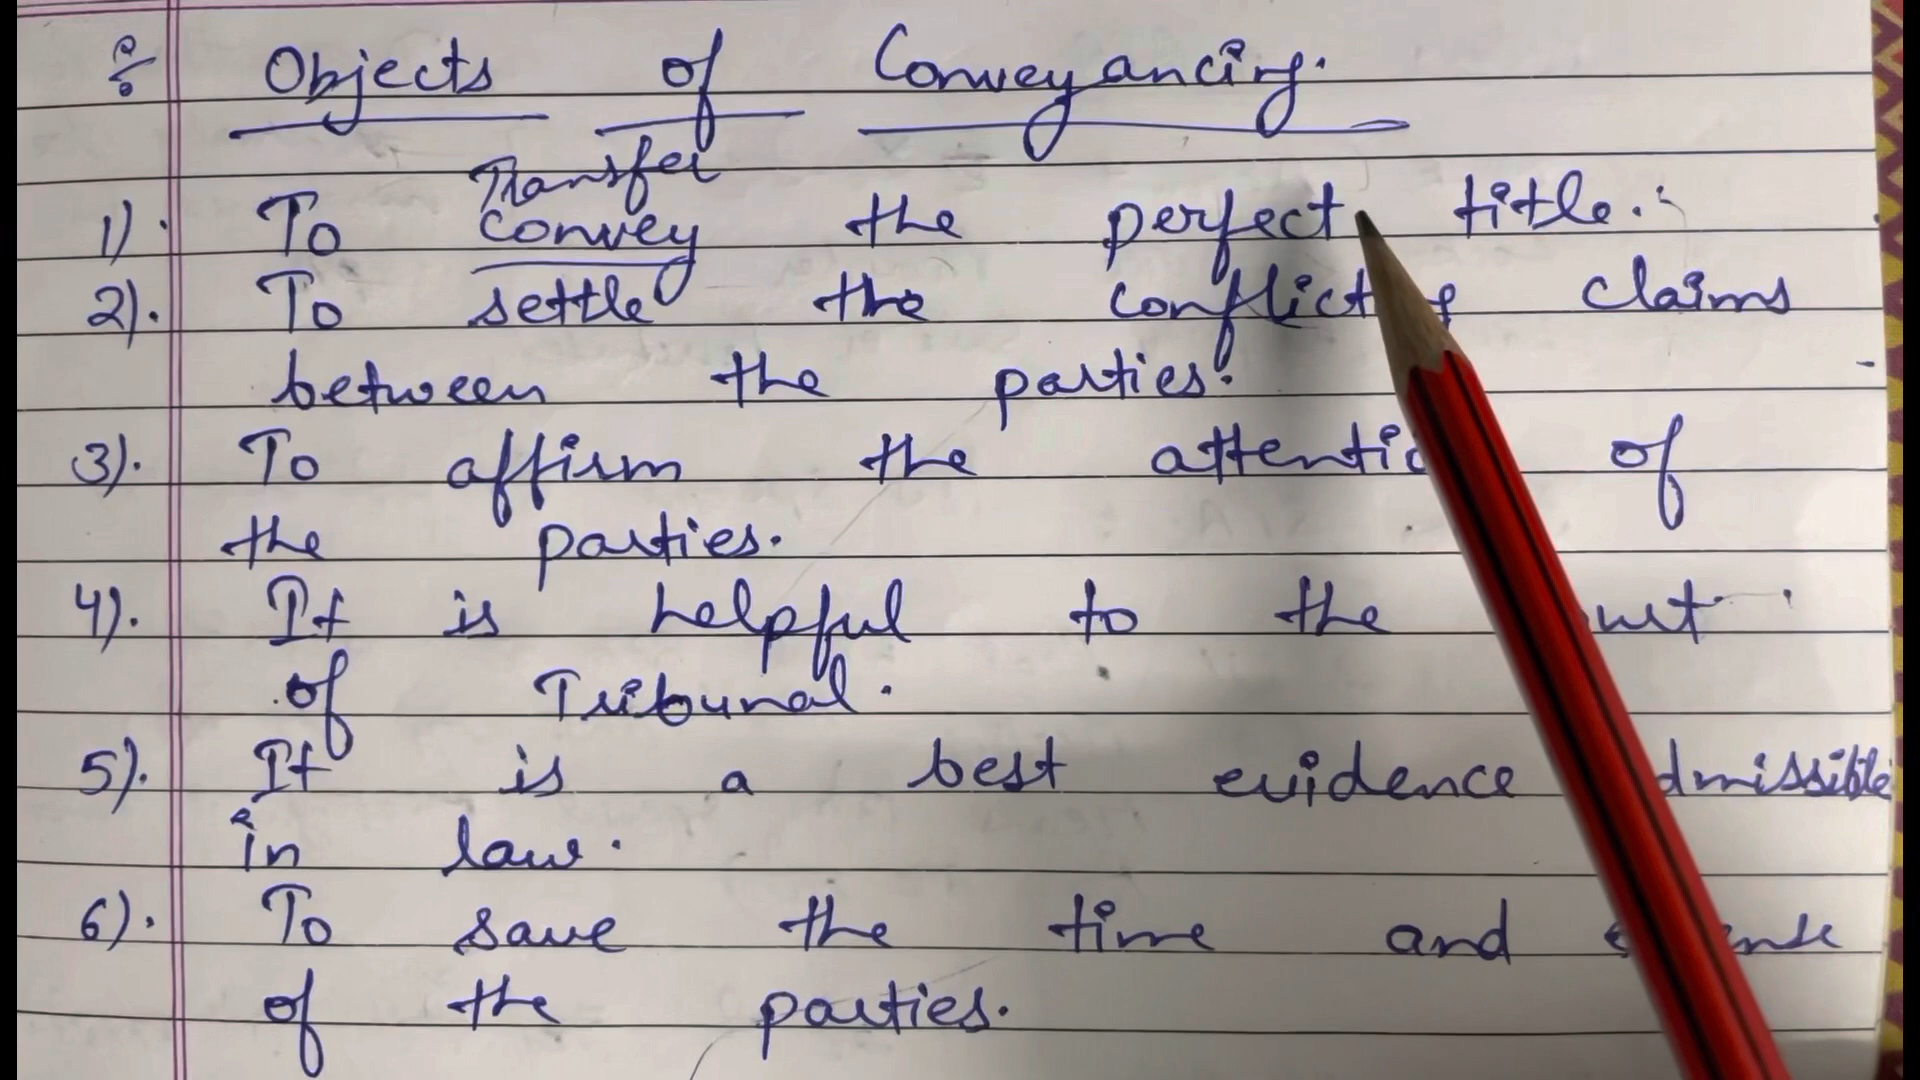 Objects of Conveyancing.
Transfer
1). To convey the perfect title.
2). To settle the claims
between the parties.
3). To affirm the of
the parties.
4). It is helpful to the
of Tribunal.
5). It is a best evidence
in law.
6). To save the time and
of the parties.